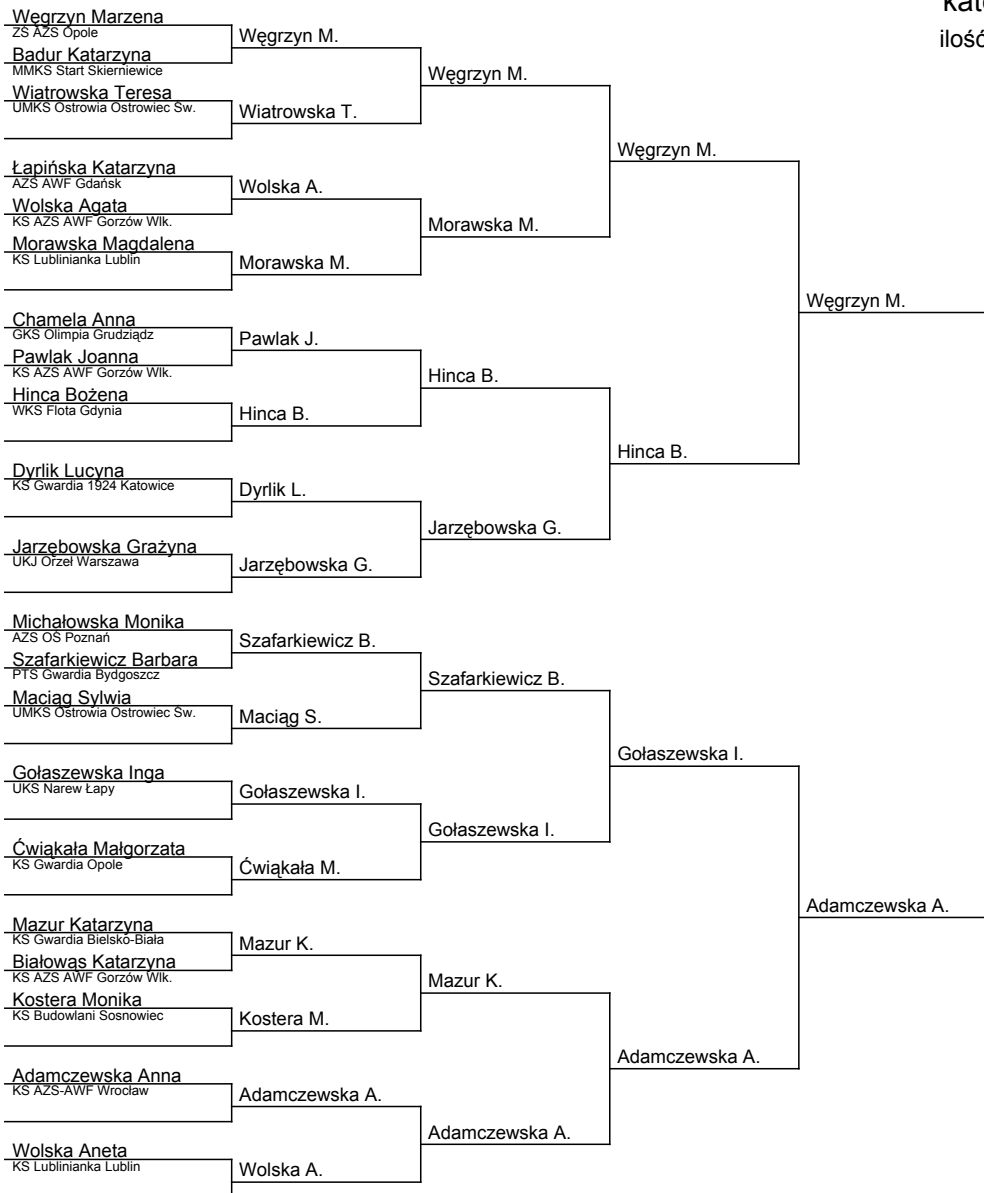 kat
ilość
Węgrzyn Marzena
ZS AZS Opole
Badur Katarzyna
MMKS Start Skierniewice
Wiatrowska Teresa
UMKS Ostrovia Ostrowiec Św.
Łapińska Katarzyna
AZS AWF Gdańsk
Wolska Agata
KS AZS AWF Gorzów Wlk.
Morawska Magdalena
KS Lublinianka Lublin
Chamela Anna
GKS Olimpia Grudziądz
Pawlak Joanna
KS AZS AWF Gorzów Wlk.
Hinca Bożena
WKS Flota Gdynia
Dyrlik Lucyna
KS Gwardia 1924 Katowice
Jarzębowska Grażyna
UKJ Orzeł Warszawa
Michałowska Monika
AZS OŚ Poznań
Szafarkiewicz Barbara
PTS Gwardia Bydgoszcz
Maciąg Sylwia
UMKS Ostrovia Ostrowiec Św.
Gołaszewska Inga
UKS Narew Łapy
Ćwiąkała Małgorzata
KS Gwardia Opole
Mazur Katarzyna
KS Gwardia Bielsko-Biała
Białowąs Katarzyna
KS AZS AWF Gorzów Wlk.
Kostera Monika
KS Budowlani Sosnowiec
Adamczewska Anna
KS AZS-AWF Wrocław
Wolska Aneta
KS Lublinianka Lublin
Węgrzyn M.
Wiatrowska T.
Wolska A.
Morawska M.
Pawlak J.
Hinca B.
Dyrlik L.
Jarzębowska G.
Szafarkiewicz B.
Maciąg S.
Gołaszewska I.
Ćwiąkała M.
Mazur K.
Kostera M.
Adamczewska A.
Wolska A.
Węgrzyn M.
Morawska M.
Hinca B.
Jarzębowska G.
Szafarkiewicz B.
Gołaszewska I.
Mazur K.
Adamczewska A.
Węgrzyn M.
Hinca B.
Gołaszewska I.
Adamczewska A.
Węgrzyn M.
Adamczewska A.